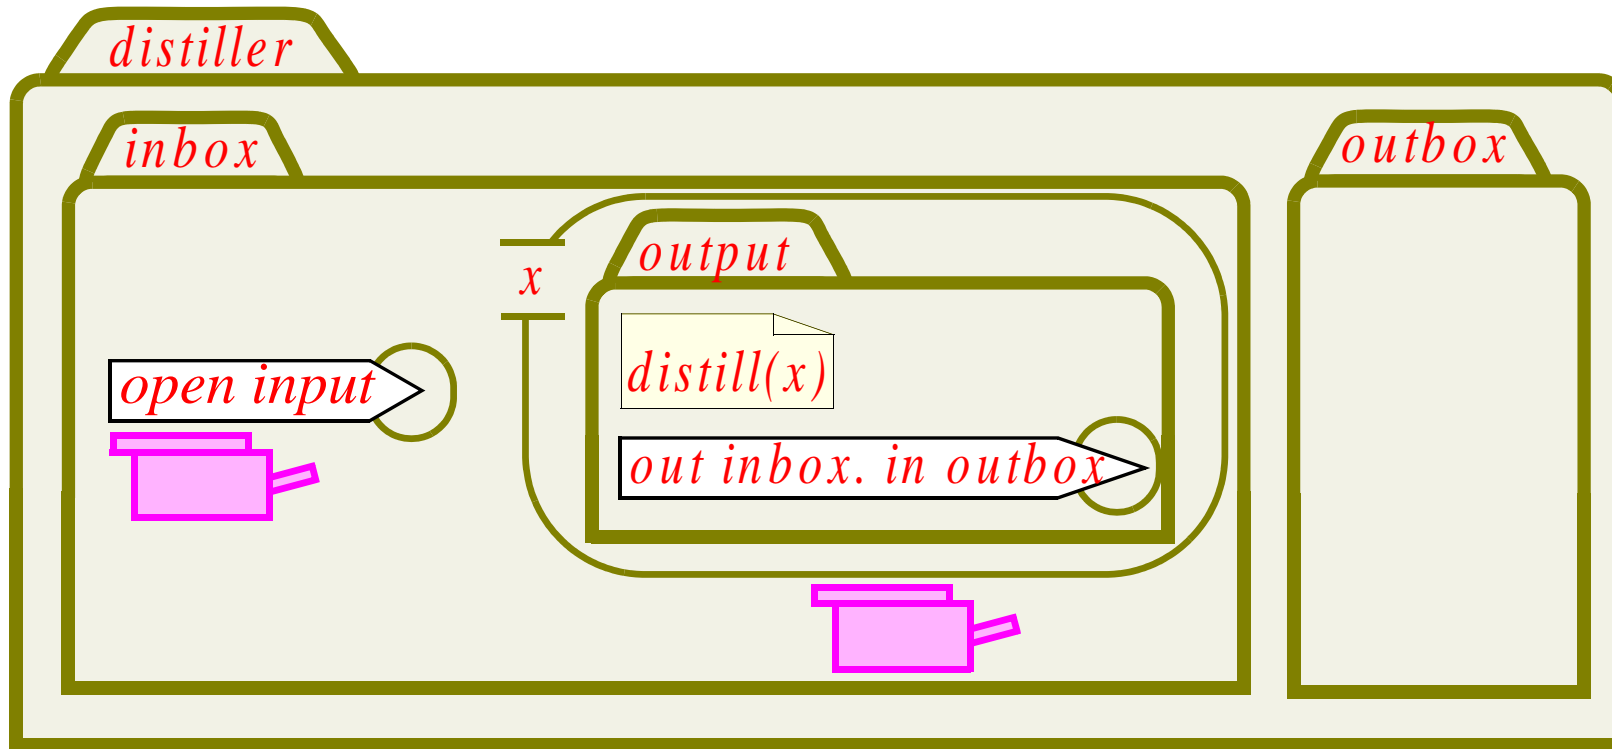 distiller
inbox
outbox
output
x
distill(x)
open input
out inbox. in outbox